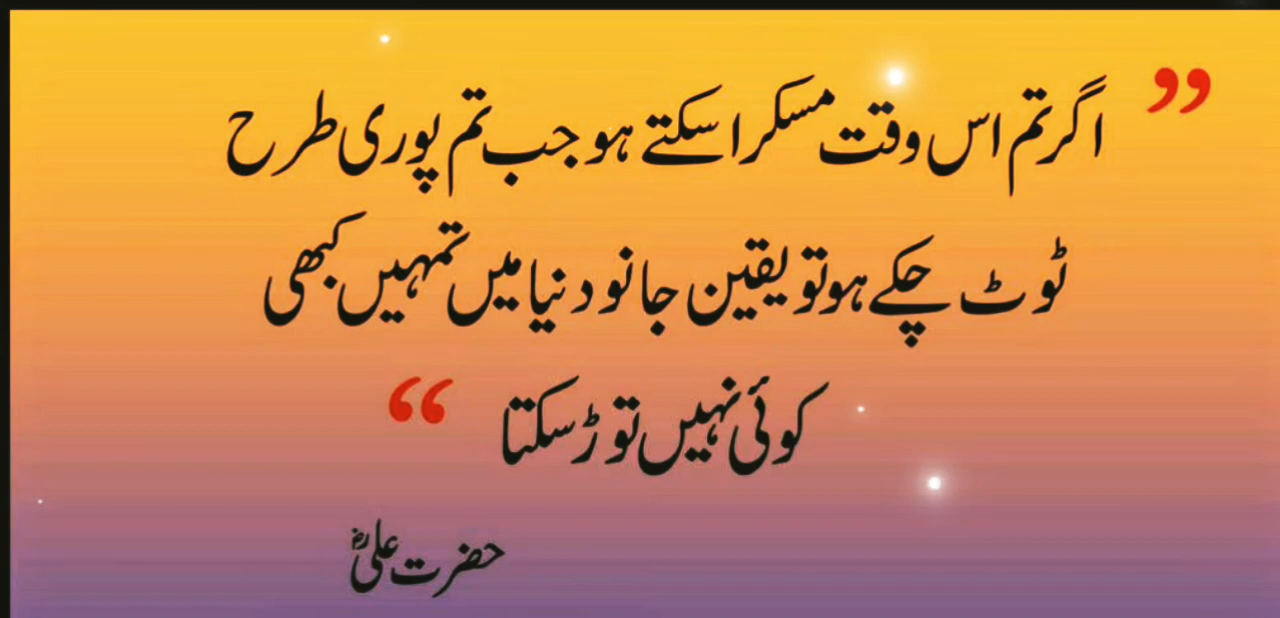 ”اگر تم اس وقت مسکرا سکتے ہو جب تم پوری طرح
ٹوٹ چکے ہو تو یقین جانو دنیا میں تمہیں کبھی
کوئی نہیں توڑ سکتا“
حضرت علیؓ